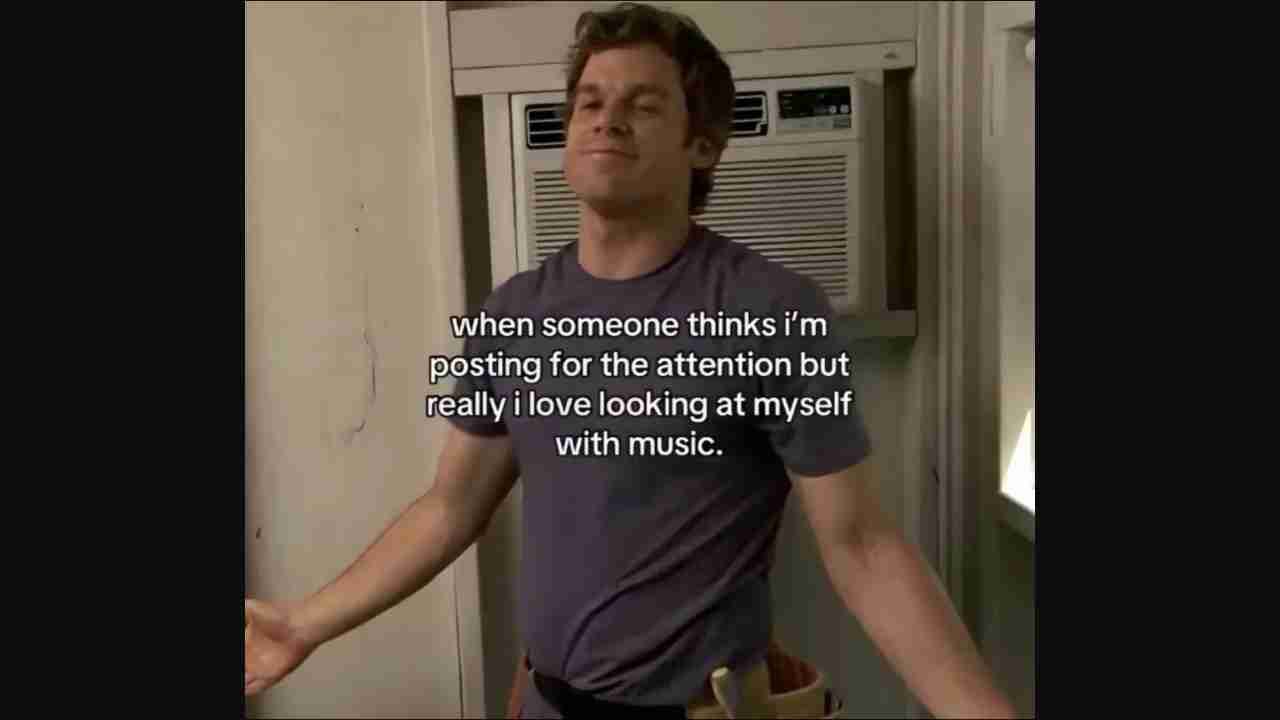 when someone thinks i’m
posting for the attention but
really i love looking at myself
with music.